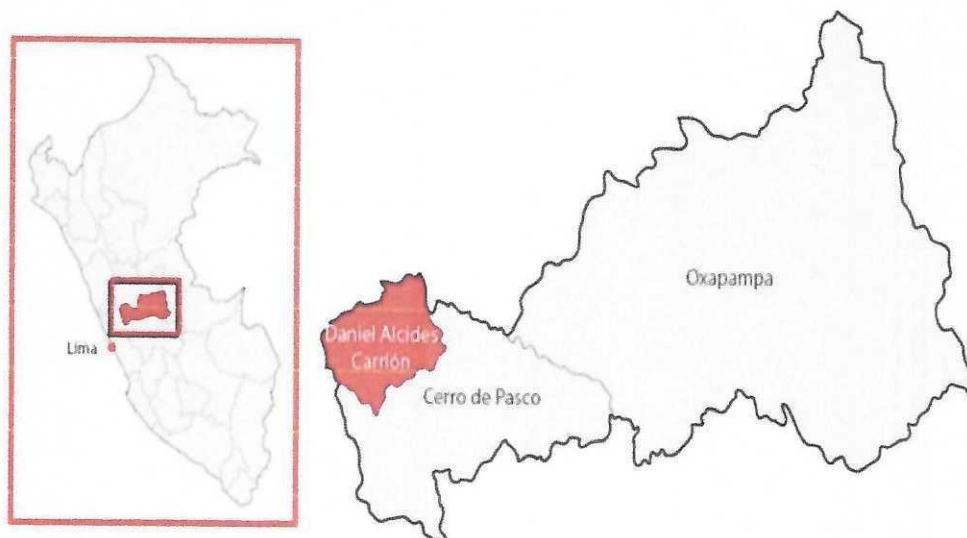 Lima
Oxapampa
Daniel Alcides
Carrión
Cerro de Pasco